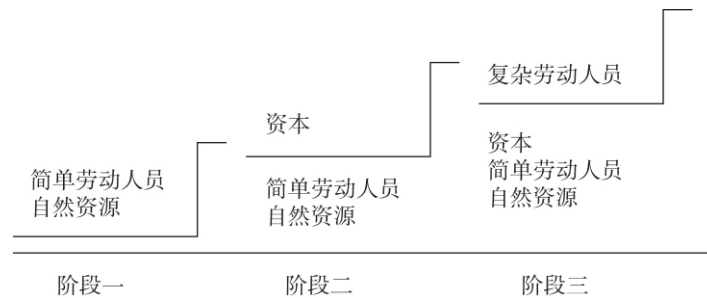 简单劳动人员
自然资源
资本
简单劳动人员
自然资源
复杂劳动人员
资本
简单劳动人员
自然资源
阶段一
阶段二
阶段三